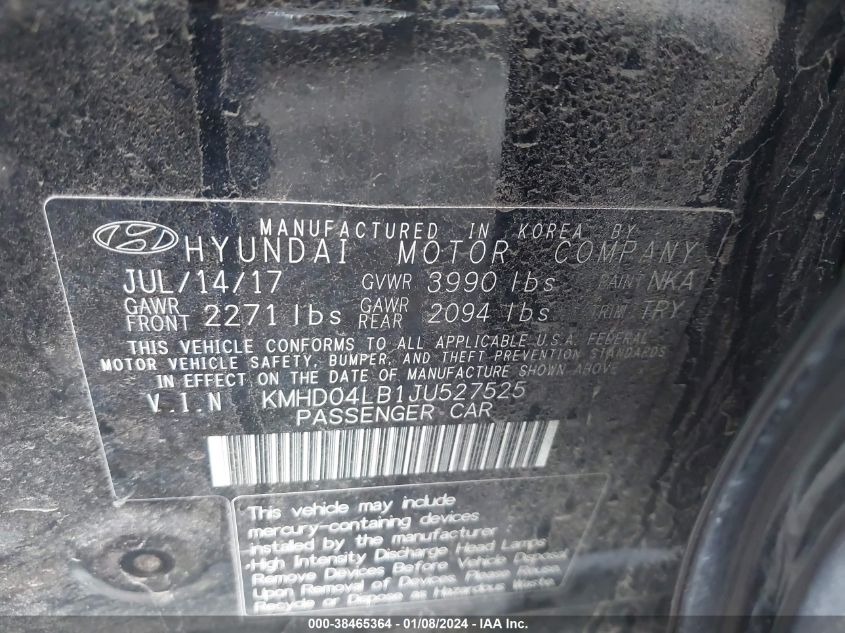 MANUFACTURED IN KOREA BY
HYUNDAI MOTOR COMPANY
JUL/14/17 GVWR 3990 lbs PAINT NKA
GAWR FRONT 2271 lbs GAWR REAR 2094 lbs TRIM TRY
THIS VEHICLE CONFORMS TO ALL APPLICABLE U.S.A. FEDERAL
MOTOR VEHICLE SAFETY, BUMPER, AND THEFT PREVENTION STANDARDS
IN EFFECT ON THE DATE OF MANUFACTURE SHOWN ABOVE
V.I.N KMHD04LB1JU527525
PASSENGER CAR
This vehicle may include
mercury-containing devices
installed by the manufacturer
-High Intensity Discharge Head Lamps
Remove Devices Before Vehicle Disposal
Upon Removal of Devices, Please Reuse,
Recycle or Dispose as Hazardous Waste.
000-38465364 - 01/08/2024 - IAA Inc.